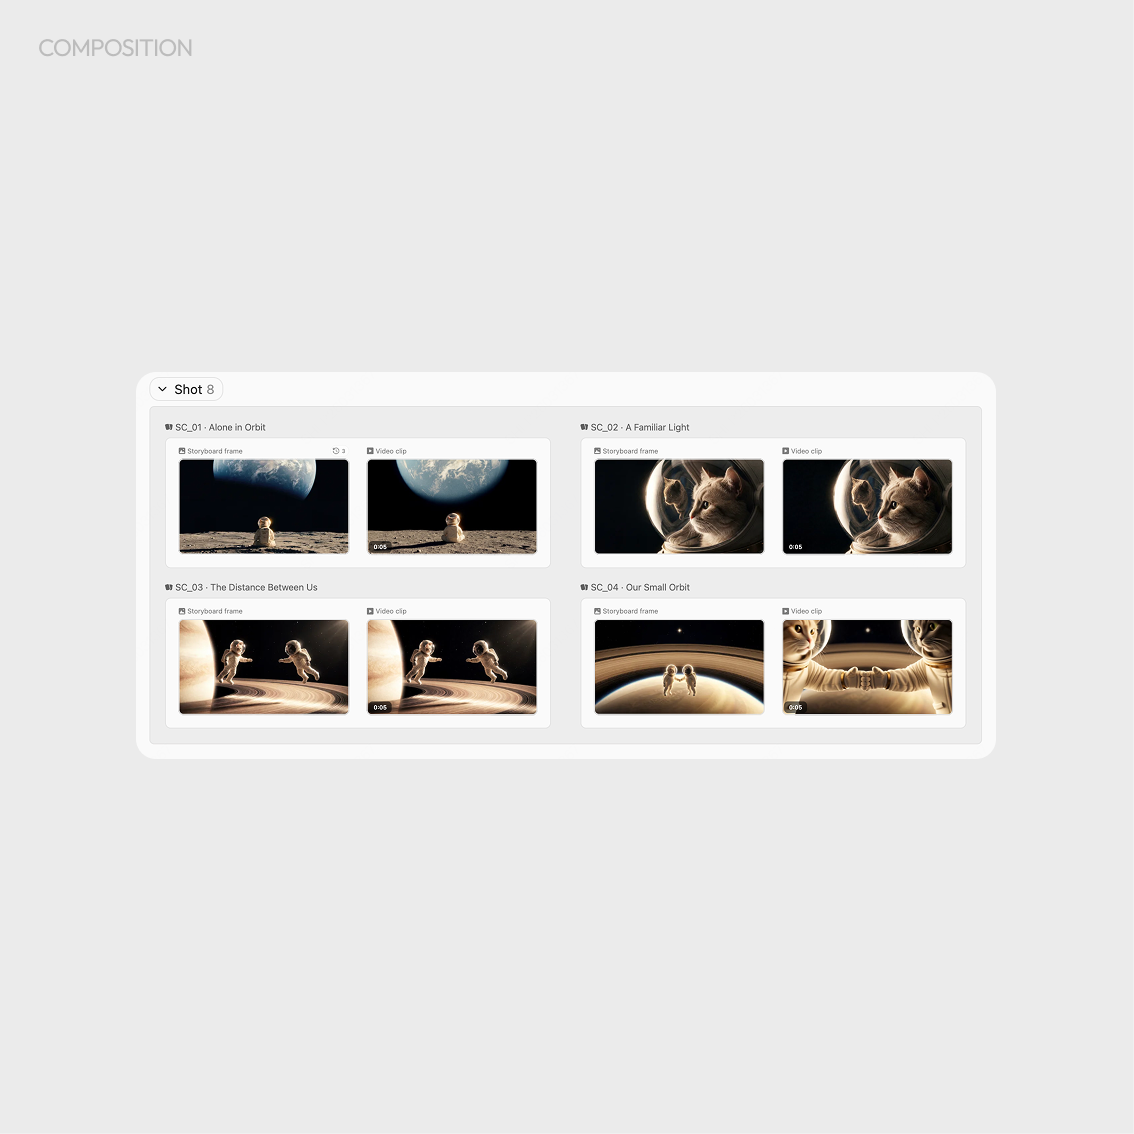 COMPOSITION
Shot 8
SC_01 · Alone in Orbit
Storyboard frame
3
Video clip
0:05
SC_02 · A Familiar Light
Storyboard frame
Video clip
0:05
SC_03 · The Distance Between Us
Storyboard frame
Video clip
0:05
SC_04 · Our Small Orbit
Storyboard frame
Video clip
0:05